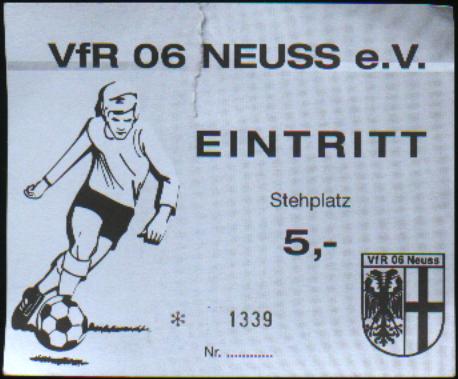 VfR 06 NEUSS e.V.
EINTRITT
Stehplatz
5,-
VfR 06 Neuss
* 1339
Nr. ............